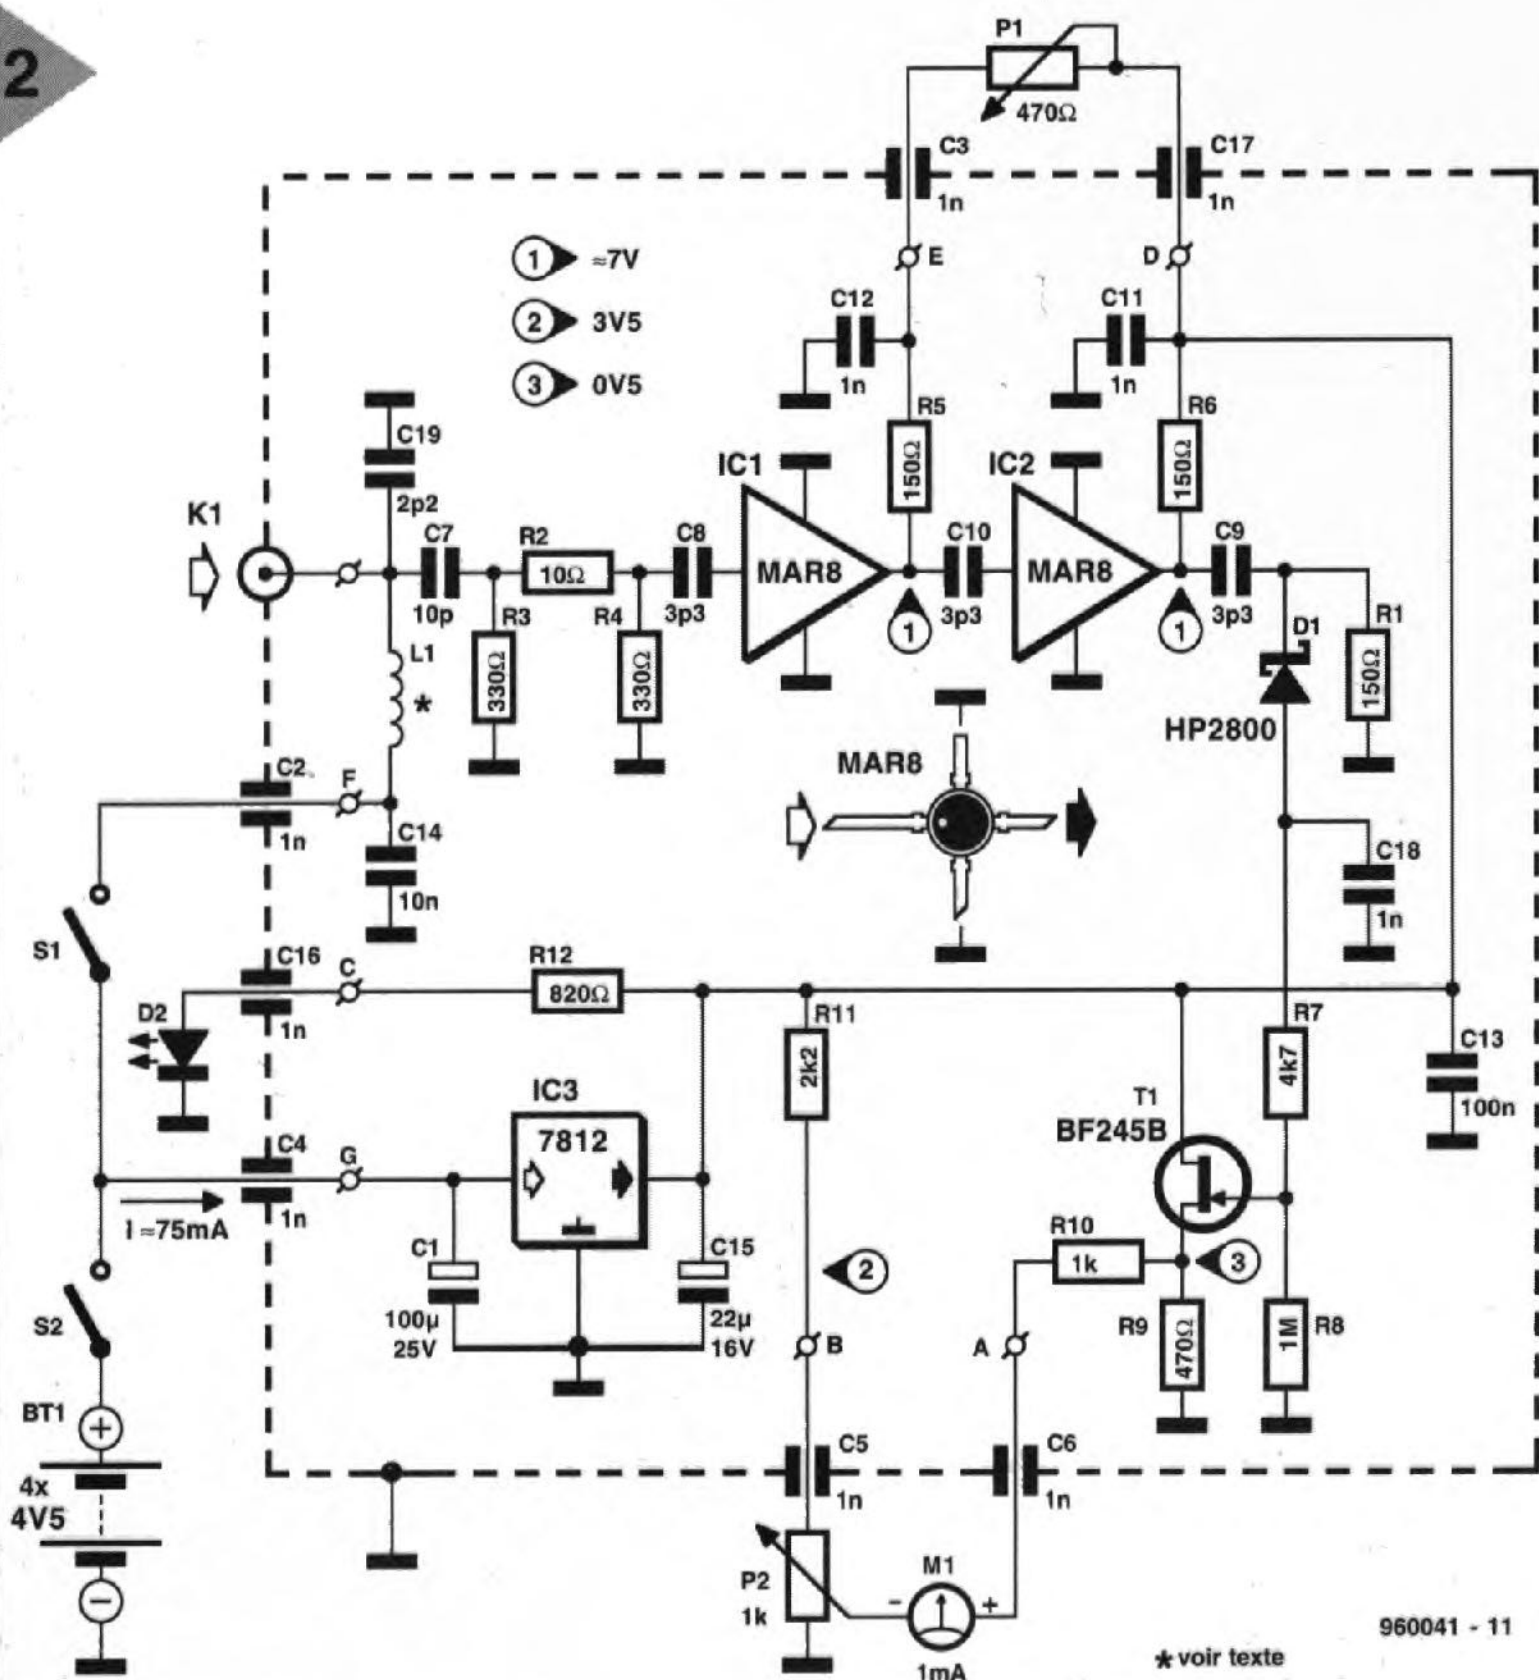 2
P1
470Ω
C3
1n
C17
1n
1 ≈7V
2 3V5
3 0V5
E
D
C12
1n
C11
1n
R5
150Ω
R6
150Ω
C19
2p2
K1
C7
10p
R2
10Ω
R3
330Ω
R4
330Ω
C8
3p3
IC1
MAR8
C10
3p3
IC2
MAR8
C9
3p3
1
1
D1
HP2800
R1
150Ω
L1
*
MAR8
C2
1n
F
C14
10n
C18
1n
S1
C16
1n
C
R12
820Ω
D2
R11
2k2
R7
4k7
C13
100n
IC3
7812
T1
BF245B
C4
1n
G
I ≈75mA
C1
100µ
25V
C15
22µ
16V
2
R10
1k
3
S2
B
A
R9
470Ω
1M
R8
BT1
+
4x
4V5
−
C5
1n
C6
1n
P2
1k
M1
− +
1mA
960041 - 11
* voir texte